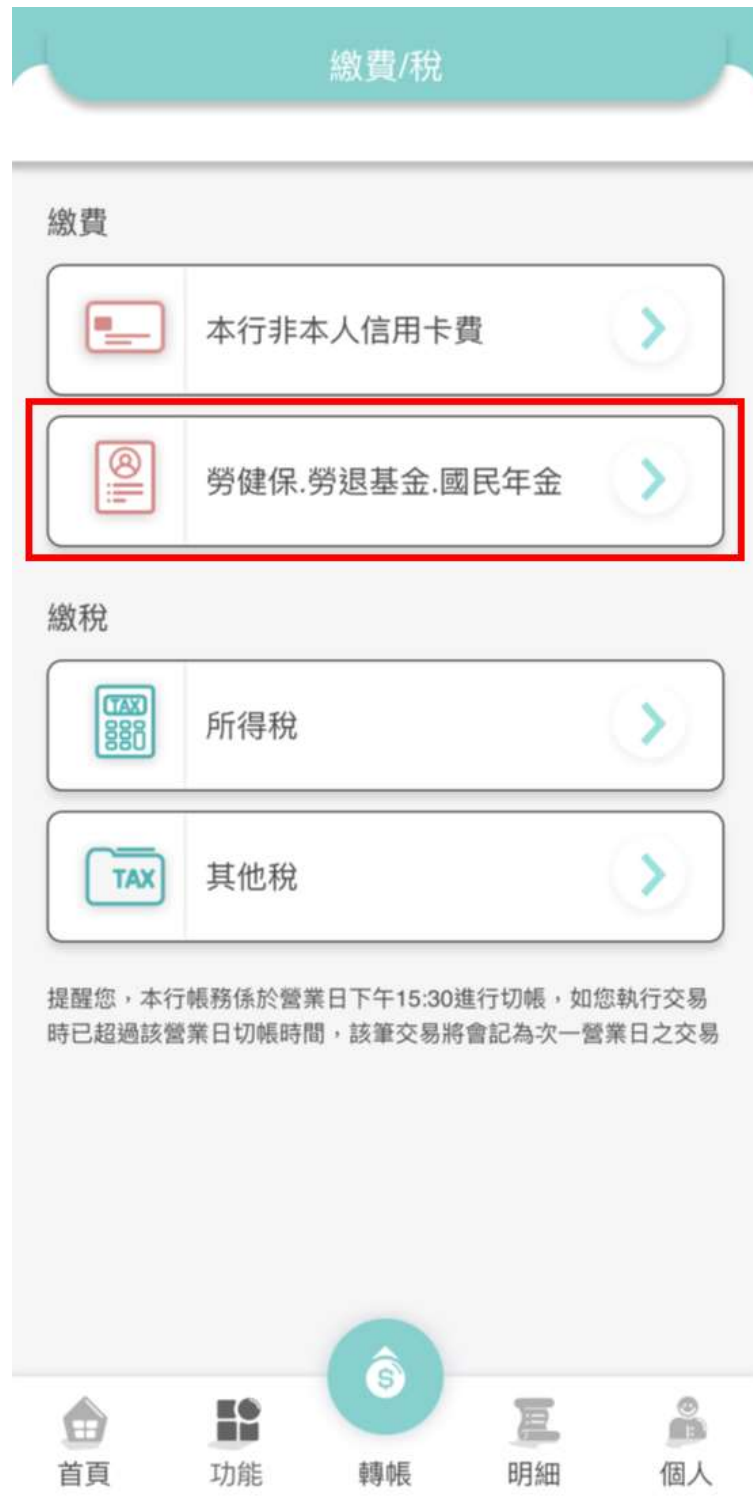 繳費/稅
繳費
本行非本人信用卡費
勞健保.勞退基金.國民年金
繳稅
TAX
所得稅
TAX
其他稅
提醒您，本行帳務係於營業日下午15:30進行切帳，如您執行交易
時已超過該營業日切帳時間，該筆交易將會記為次一營業日之交易
$
首頁
功能
轉帳
明細
個人